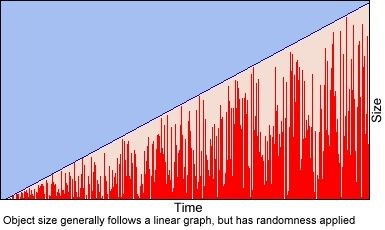 Size
Time
Object size generally follows a linear graph, but has randomness applied